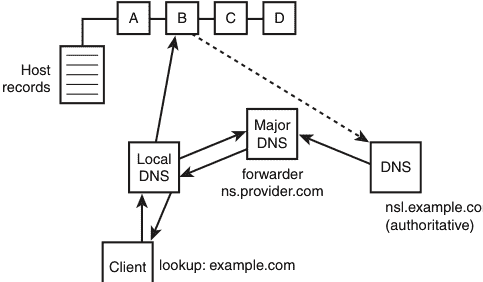 A
B
C
D
Host
records
Major
DNS
Local
DNS
DNS
forwarder
ns.provider.com
nsl.example.co
(authoritative)
Client
lookup: example.com